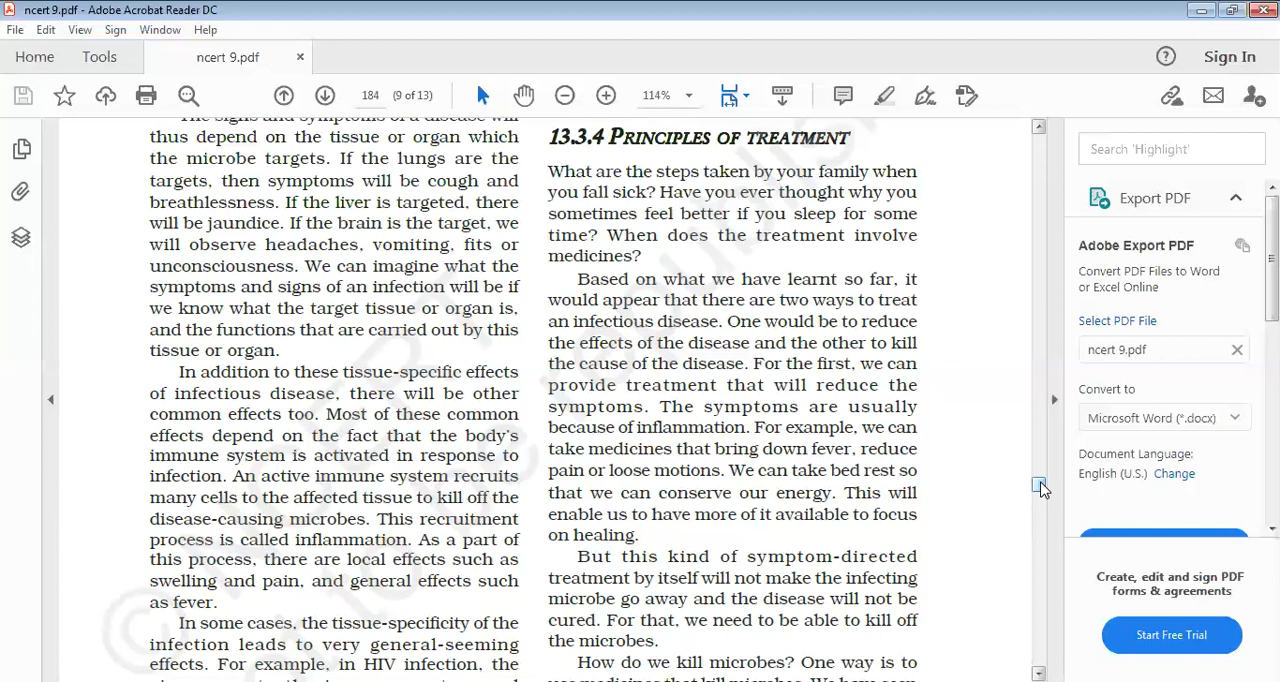 ncert 9.pdf - Adobe Acrobat Reader DC
File Edit View Sign Window Help
Home Tools ncert 9.pdf × Sign In
184 (9 of 13) 114%
The signs and symptoms of a disease will
thus depend on the tissue or organ which
the microbe targets. If the lungs are the
targets, then symptoms will be cough and
breathlessness. If the liver is targeted, there
will be jaundice. If the brain is the target, we
will observe headaches, vomiting, fits or
unconsciousness. We can imagine what the
symptoms and signs of an infection will be if
we know what the target tissue or organ is,
and the functions that are carried out by this
tissue or organ.
In addition to these tissue-specific effects
of infectious disease, there will be other
common effects too. Most of these common
effects depend on the fact that the body's
immune system is activated in response to
infection. An active immune system recruits
many cells to the affected tissue to kill off the
disease-causing microbes. This recruitment
process is called inflammation. As a part of
this process, there are local effects such as
swelling and pain, and general effects such
as fever.
In some cases, the tissue-specificity of the
infection leads to very general-seeming
effects. For example, in HIV infection, the
13.3.4 PRINCIPLES OF TREATMENT
What are the steps taken by your family when
you fall sick? Have you ever thought why you
sometimes feel better if you sleep for some
time? When does the treatment involve
medicines?
Based on what we have learnt so far, it
would appear that there are two ways to treat
an infectious disease. One would be to reduce
the effects of the disease and the other to kill
the cause of the disease. For the first, we can
provide treatment that will reduce the
symptoms. The symptoms are usually
because of inflammation. For example, we can
take medicines that bring down fever, reduce
pain or loose motions. We can take bed rest so
that we can conserve our energy. This will
enable us to have more of it available to focus
on healing.
But this kind of symptom-directed
treatment by itself will not make the infecting
microbe go away and the disease will not be
cured. For that, we need to be able to kill off
the microbes.
How do we kill microbes? One way is to
use medicines that kill microbes. We have seen
© NCERT
not to be republish
Search 'Highlight'
Export PDF
Adobe Export PDF
Convert PDF Files to Word
or Excel Online
Select PDF File
ncert 9.pdf
Convert to
Microsoft Word (*.docx)
Document Language:
English (U.S.) Change
Create, edit and sign PDF
forms & agreements
Start Free Trial